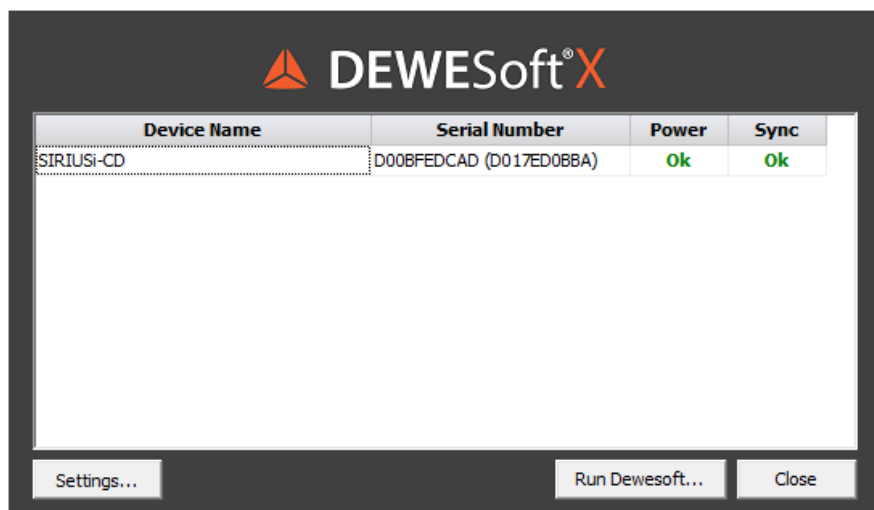 DEWESoft®X
Device Name Serial Number Power Sync
SIRIUSi-CD D00BFEDCAD (D017ED0BBA) Ok Ok
Settings... Run Dewesoft... Close